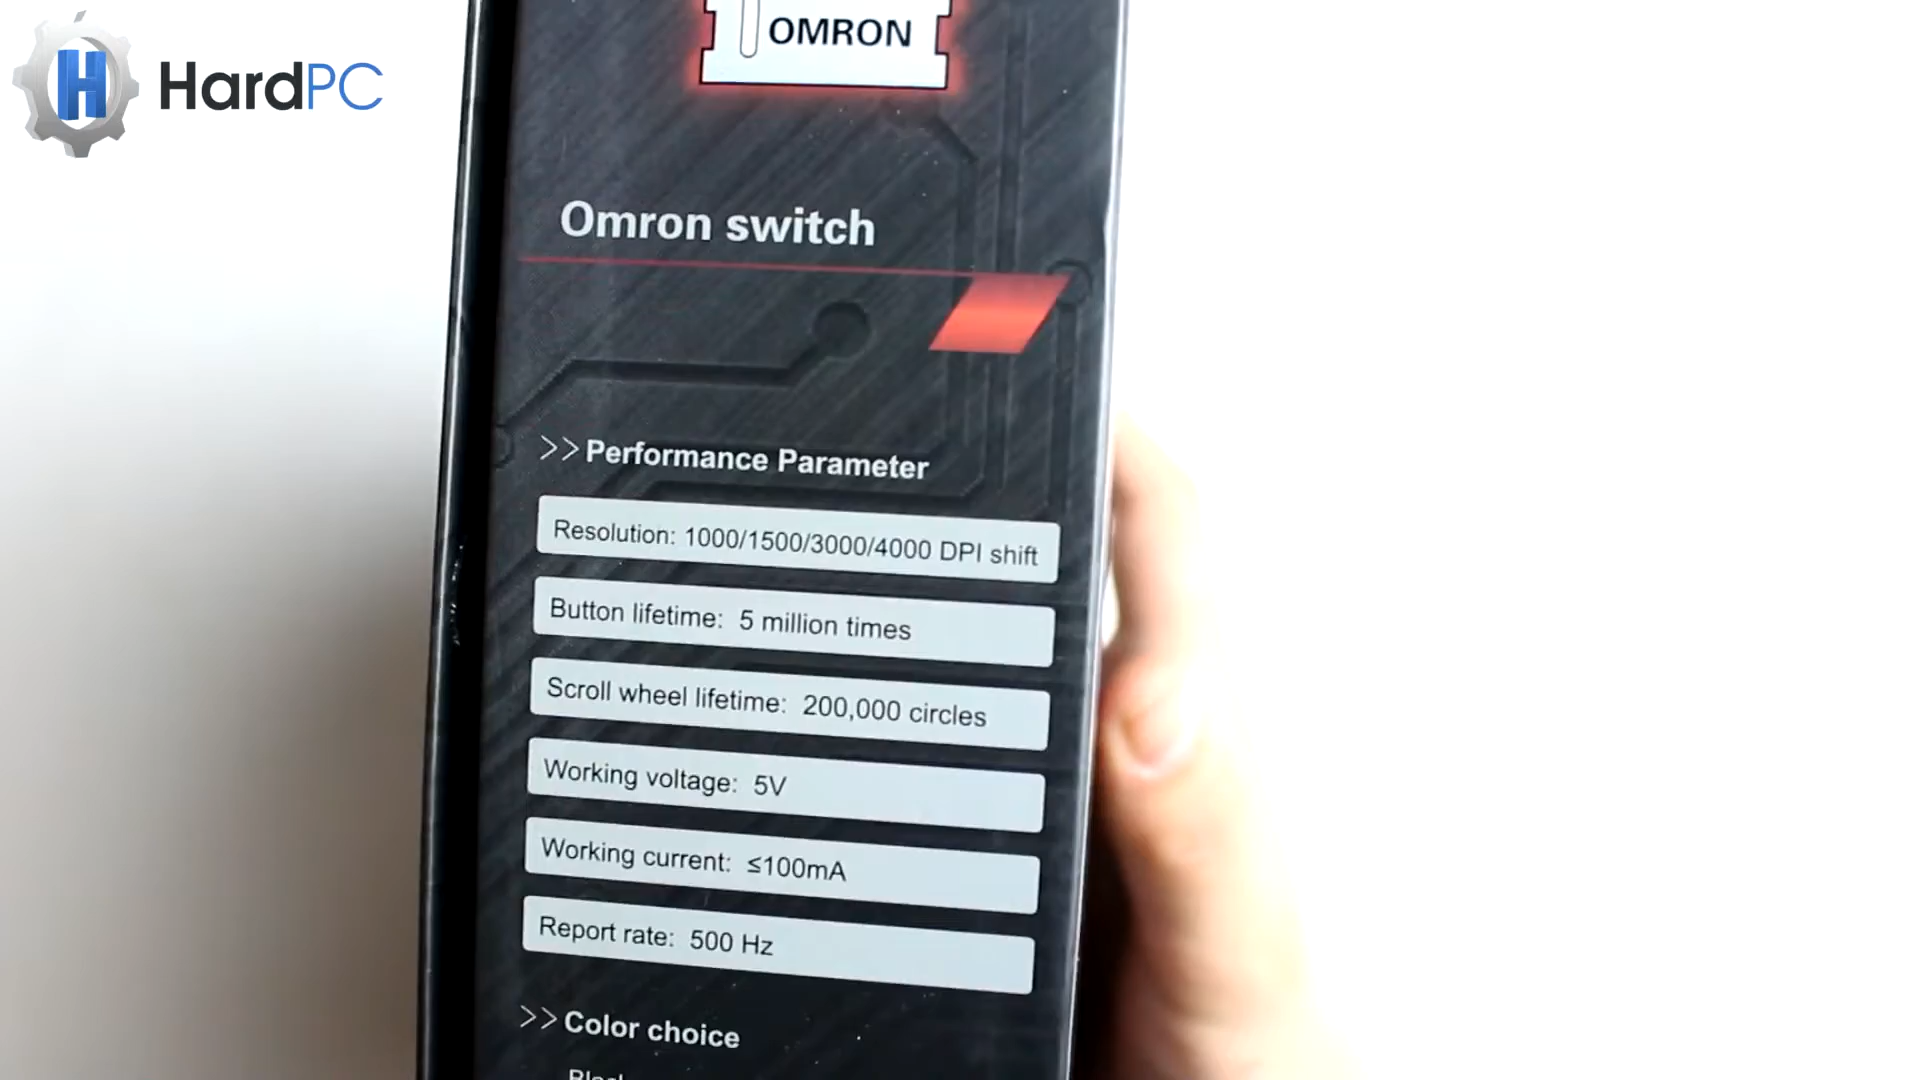 HardPC
OMRON
Omron switch
>>Performance Parameter
Resolution: 1000/1500/3000/4000 DPI shift
Button lifetime: 5 million times
Scroll wheel lifetime: 200,000 circles
Working voltage: 5V
Working current: ≤100mA
Report rate: 500 Hz
>>Color choice